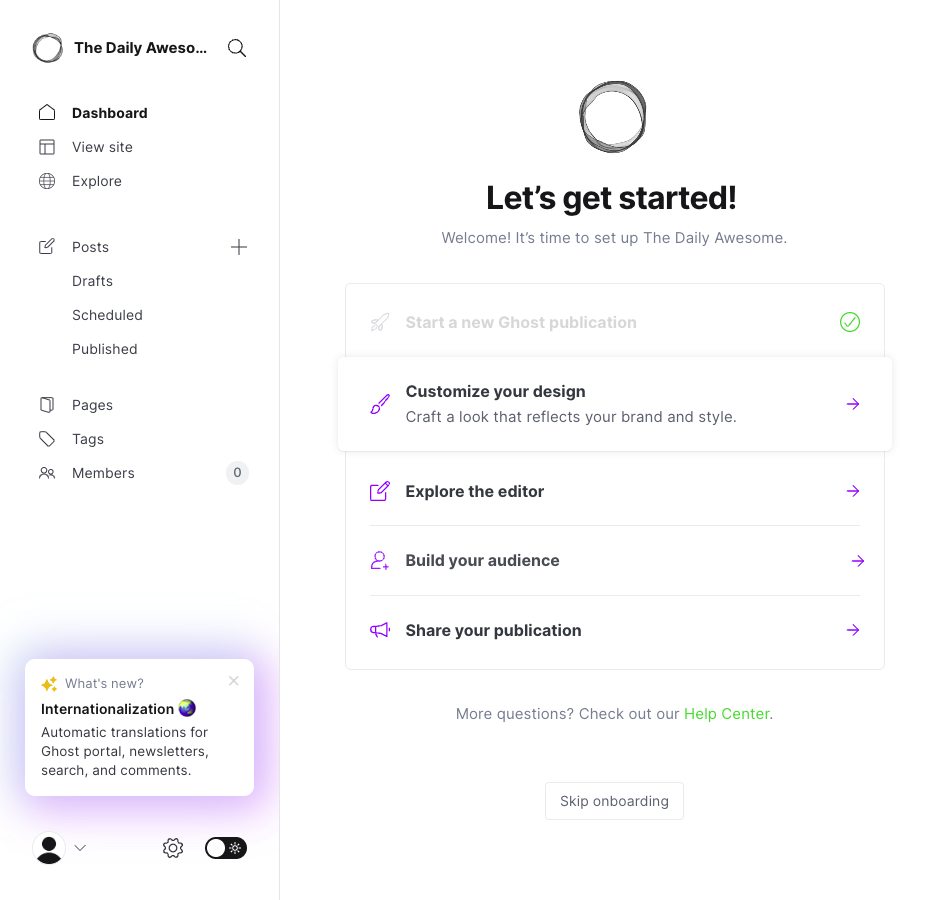 The Daily Aweso...
Dashboard
View site
Explore
Posts
Drafts
Scheduled
Published
Pages
Tags
Members
0
What's new?
Internationalization
Automatic translations for
Ghost portal, newsletters,
search, and comments.
Let’s get started!
Welcome! It’s time to set up The Daily Awesome.
Start a new Ghost publication
Customize your design
Craft a look that reflects your brand and style.
Explore the editor
Build your audience
Share your publication
More questions? Check out our Help Center.
Skip onboarding